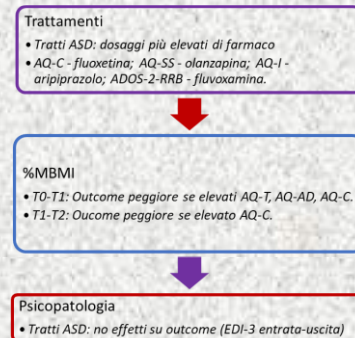 Trattamenti
• Tratti ASD: dosaggi più elevati di farmaco
• AQ-C - fluoxetina; AQ-SS - olanzapina; AQ-I -
aripiprazolo; ADOS-2-RRB - fluvoxamina.
%MBMI
• T0-T1: Outcome peggiore se elevati AQ-T, AQ-AD, AQ-C.
• T1-T2: Oucome peggiore se elevato AQ-C.
Psicopatologia
• Tratti ASD: no effetti su outcome (EDI-3 entrata-uscita)